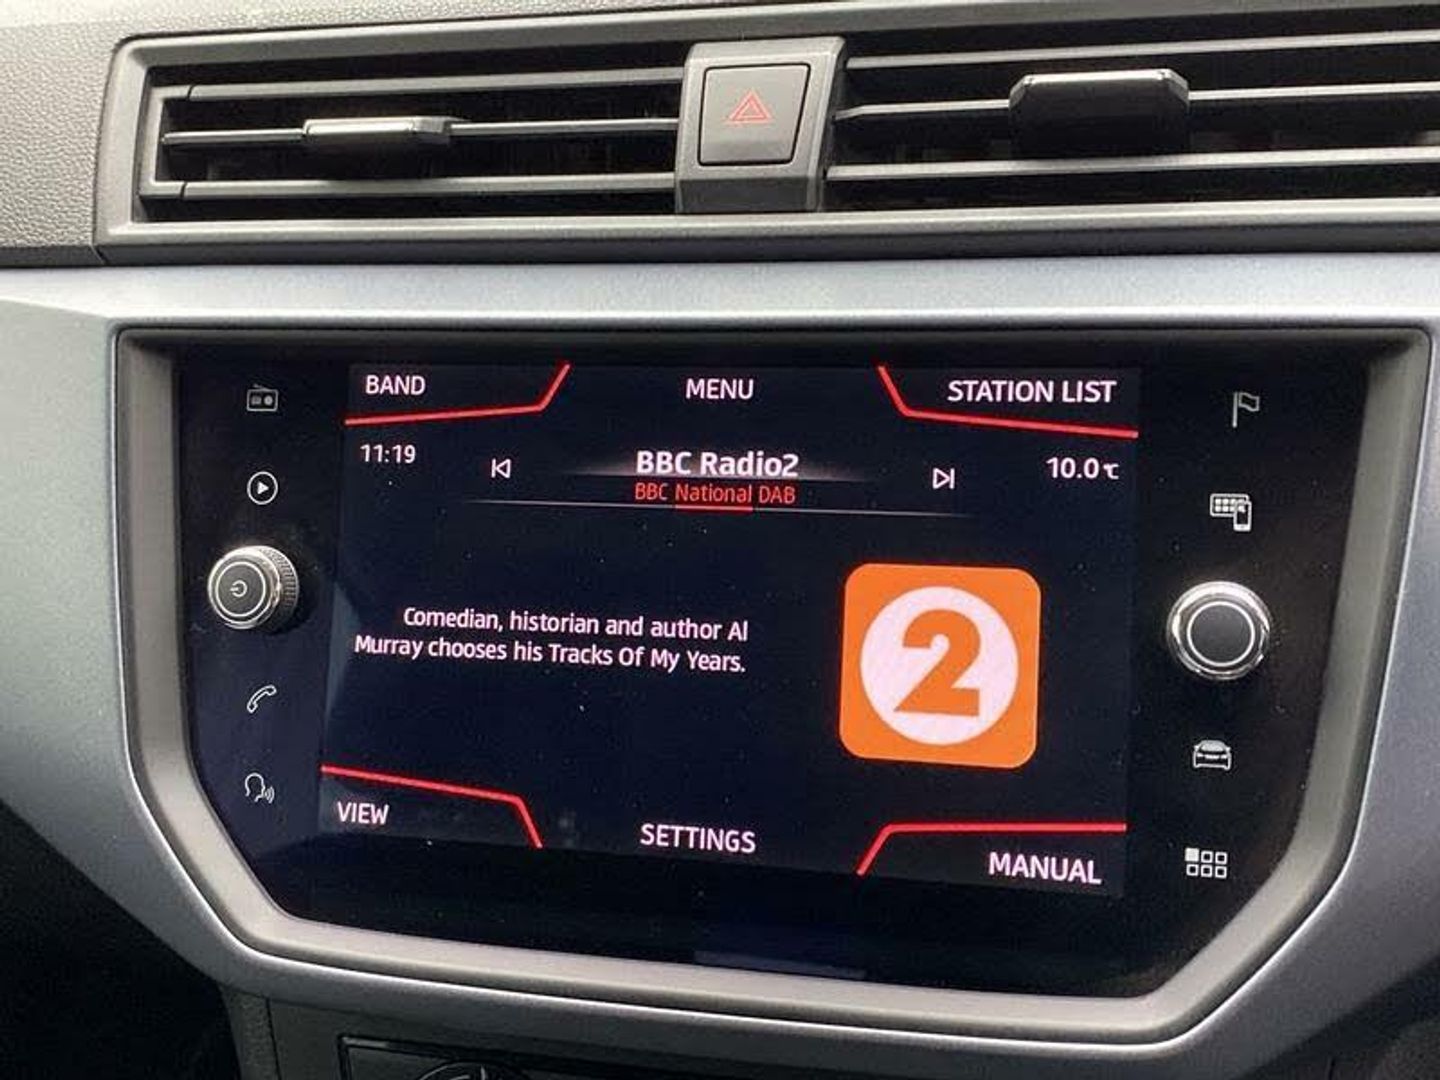 BAND MENU STATION LIST
11:19 BBC Radio2 10.0℃
BBC National DAB
Comedian, historian and author Al
Murray chooses his Tracks Of My Years.
2
VIEW SETTINGS MANUAL